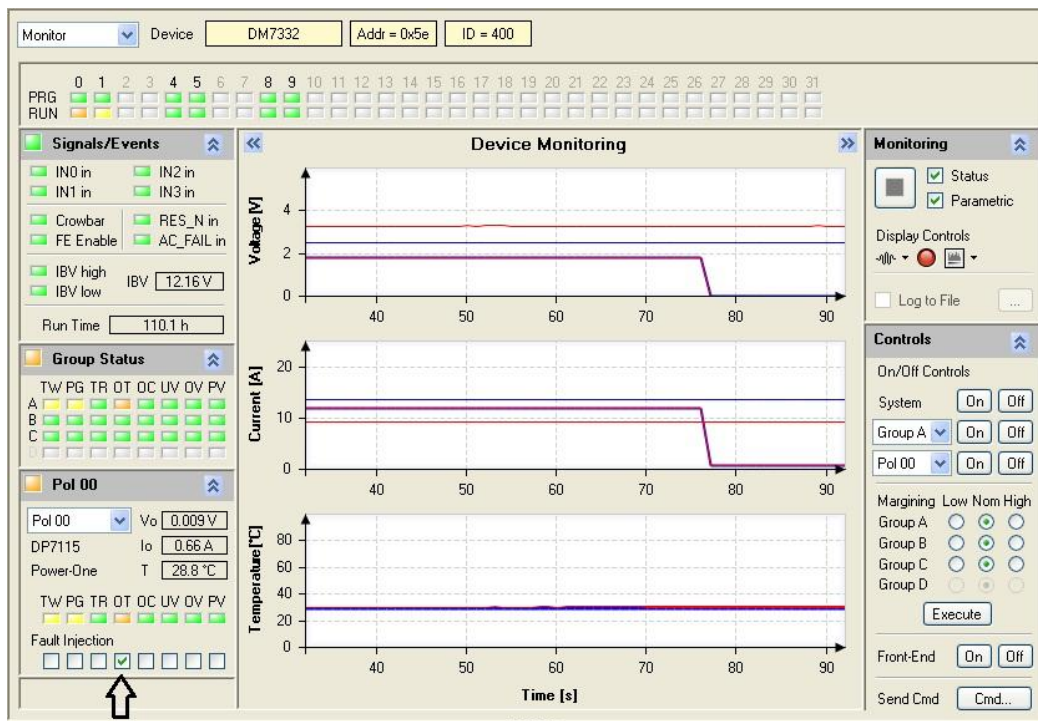 Monitor Device DM7332 Addr = 0x5e ID = 400
0 1 2 3 4 5 6 7 8 9 10 11 12 13 14 15 16 17 18 19 20 21 22 23 24 25 26 27 28 29 30 31
PRG
RUN
Signals/Events
IN0 in IN2 in
IN1 in IN3 in
Crowbar RES_N in
FE Enable AC_FAIL in
IBV high
IBV low
IBV 12.16 V
Run Time 110.1 h
Group Status
TW PG TR OT OC UV OV PV
A
B
C
D
Pol 00
Pol 00 Vo 0.009 V
DP7115 Io 0.66 A
Power-One T 28.8 °C
TW PG TR OT OC UV OV PV
Fault Injection
Device Monitoring
Voltage [V]
4
2
0
40 50 60 70 80 90
Current [A]
20
10
0
40 50 60 70 80 90
Temperature[°C]
80
60
40
20
0
40 50 60 70 80 90
Time [s]
Monitoring
Status
Parametric
Display Controls
Log to File ...
Controls
On/Off Controls
System On Off
Group A On Off
Pol 00 On Off
Margining Low Nom High
Group A
Group B
Group C
Group D
Execute
Front-End On Off
Send Cmd Cmd...